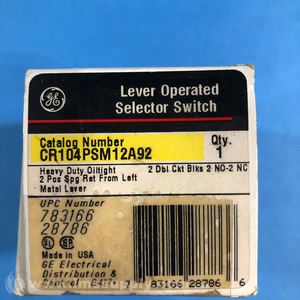 GE
Lever Operated
Selector Switch
Catalog Number
Qty.
CR104PSM12A92
1
Heavy Duty Oiltight
2 Dbl Ckt Blks 2 NO-2 NC
2 Pos Spg Ret From Left
Metal Lever
UPC Number
783166
28786
UL
Made in USA
GE Electrical
Distribution &
Control
83166 28786 6